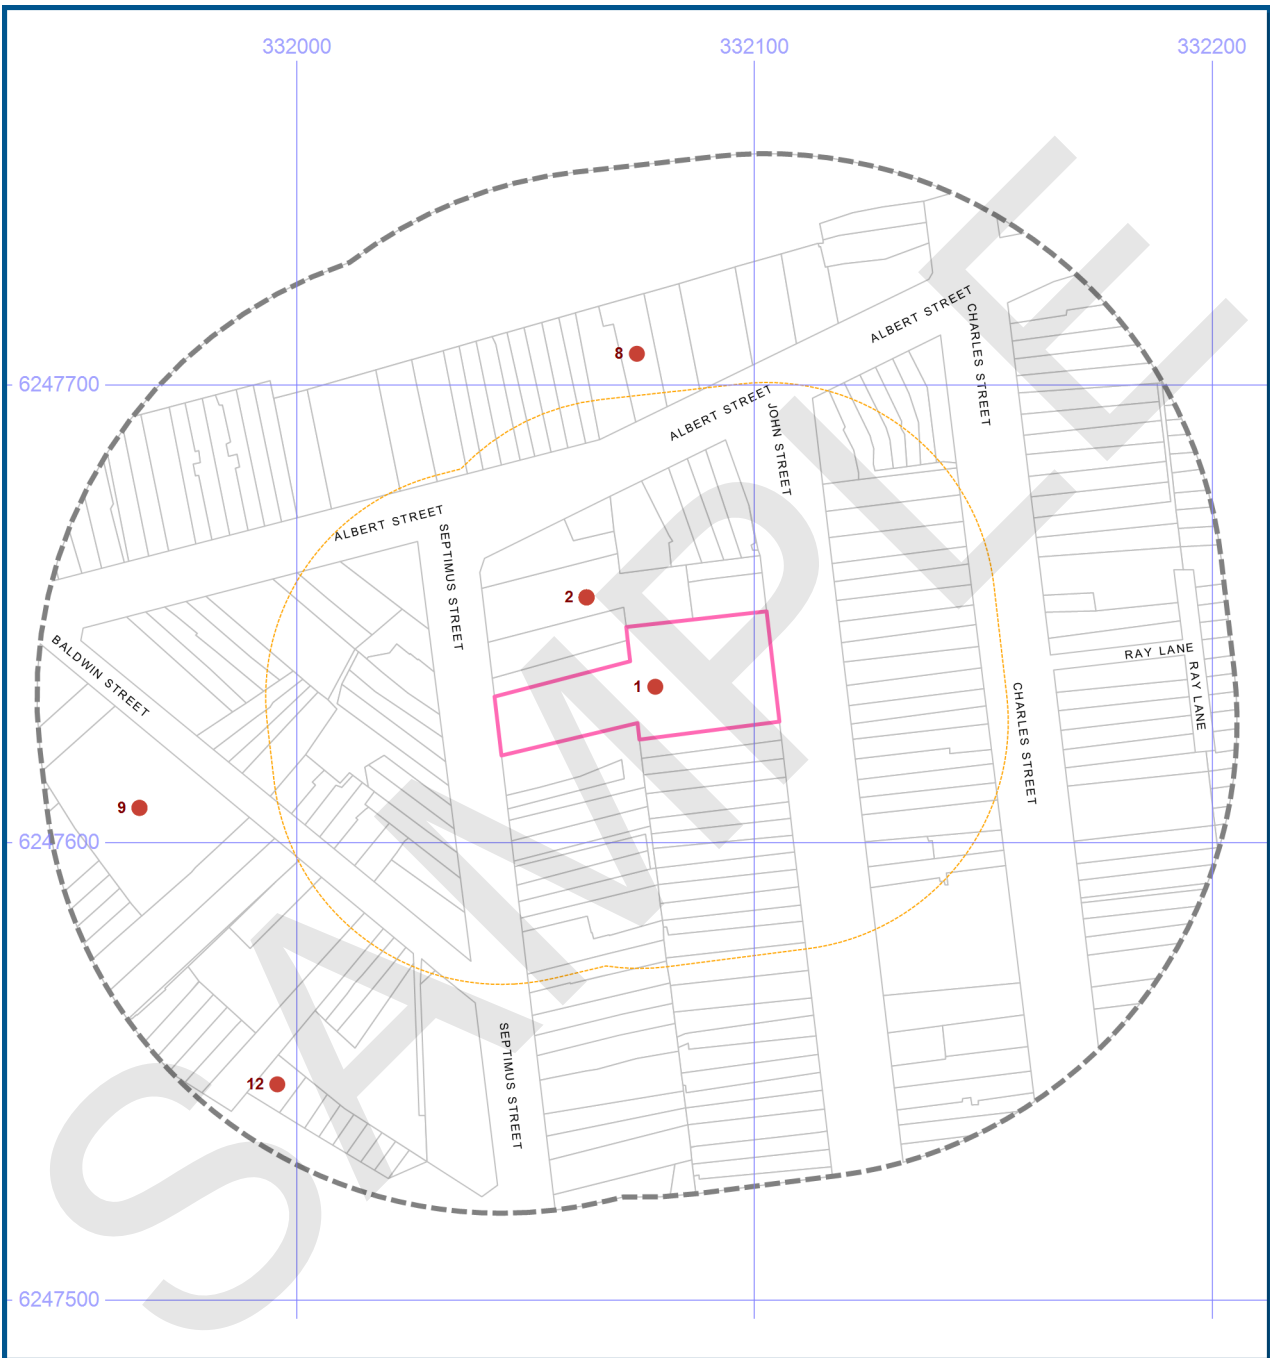 332000
332100
332200
ALBERT STREET
CHARLES STREET
8
6247700
ALBERT STREET
JOHN STREET
ALBERT STREET
SEPTIMUS STREET
2
BALDWIN STREET
RAY LANE
RAY LANE
1
CHARLES STREET
9
6247600
SEPTIMUS STREET
12
6247500
SAMPLE